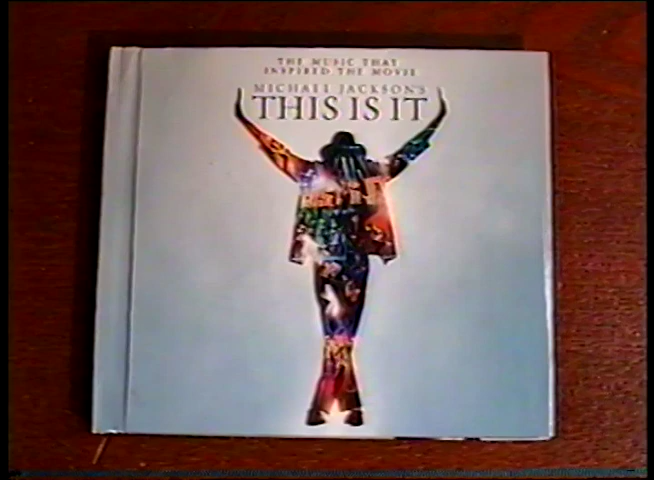 THE MUSIC THAT
INSPIRED THE MOVIE
MICHAEL JACKSON'S
THIS IS IT